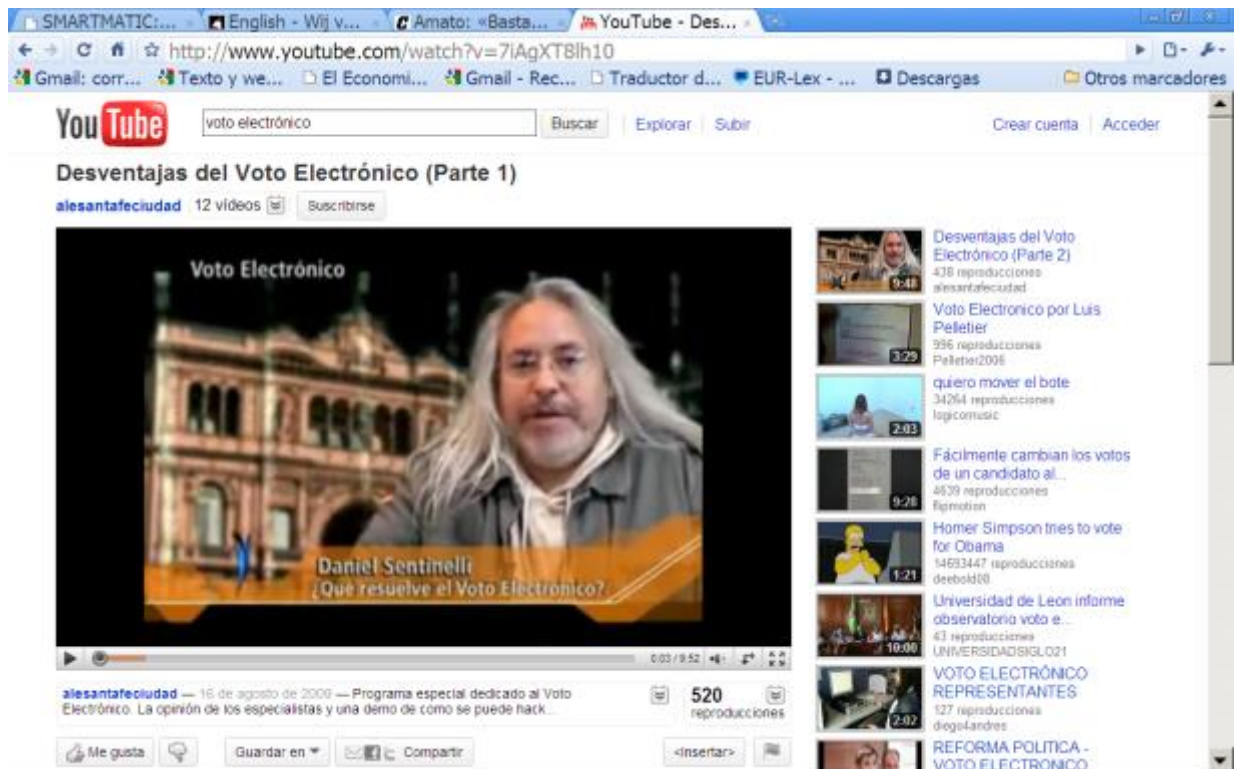 SMARTMATIC:...
English - Wij v...
Amato: «Basta...
YouTube - Des...
http://www.youtube.com/watch?v=7iAgXT8lh10
Gmail: corr...
Texto y we...
El Economi...
Gmail - Rec...
Traductor d...
EUR-Lex - ...
Descargas
Otros marcadores
YouTube
voto electrónico
Buscar
Explorar
Subir
Crear cuenta
Acceder
Desventajas del Voto Electrónico (Parte 1)
alesantafeciudad
12 vídeos
Suscribirse
Voto Electrónico
Daniel Sentinelli
¿Que resuelve el Voto Electronico?
0:03 / 9:52
alesantafeciudad — 16 de agosto de 2009 — Programa especial dedicado al Voto
Electrónico. La opinión de los especialistas y una demo de como se puede hack...
520
reproducciones
Me gusta
Guardar en
Compartir
<Insertar>
Desventajas del Voto
Electrónico (Parte 2)
438 reproducciones
alesantafeciudad
9:48
Voto Electronico por Luis
Pelletier
996 reproducciones
Pelletier2006
3:29
quiero mover el bote
34264 reproducciones
logicomusic
2:03
Fácilmente cambian los votos
de un candidato al...
4639 reproducciones
flipmotion
9:28
Homer Simpson tries to vote
for Obama
14693447 reproducciones
deebold08
1:21
Universidad de Leon informe
observatorio voto e...
43 reproducciones
UNIVERSIDADSIGLO21
10:00
VOTO ELECTRÓNICO
REPRESENTANTES
127 reproducciones
diego4andres
2:02
REFORMA POLITICA -
VOTO ELECTRONICO